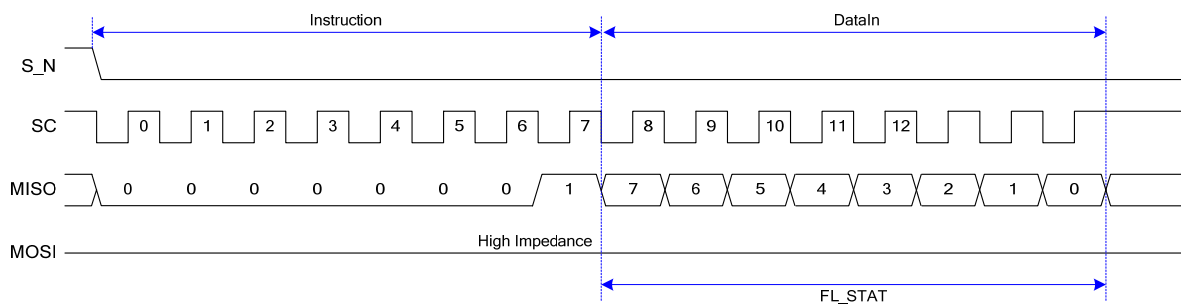 Instruction DataIn
S_N
SC 0 1 2 3 4 5 6 7 8 9 10 11 12
MISO 0 0 0 0 0 0 0 1 7 6 5 4 3 2 1 0
High Impedance
MOSI
FL_STAT